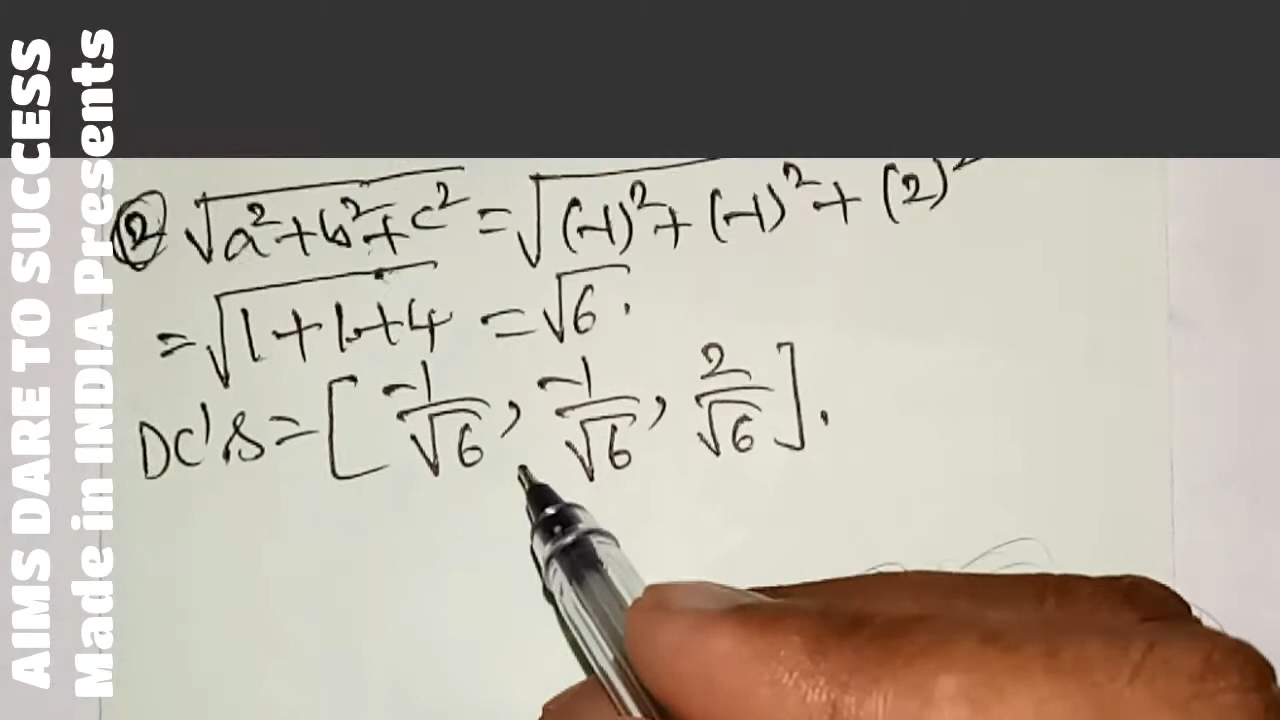 AIMS DARE TO SUCCESS
Made in INDIA Presents
② √a²+b²+c² = √(-1)²+(-1)²+(2)²
= √1+1+4 = √6.
DC'S = [ -1/√6, -1/√6, 2/√6 ].